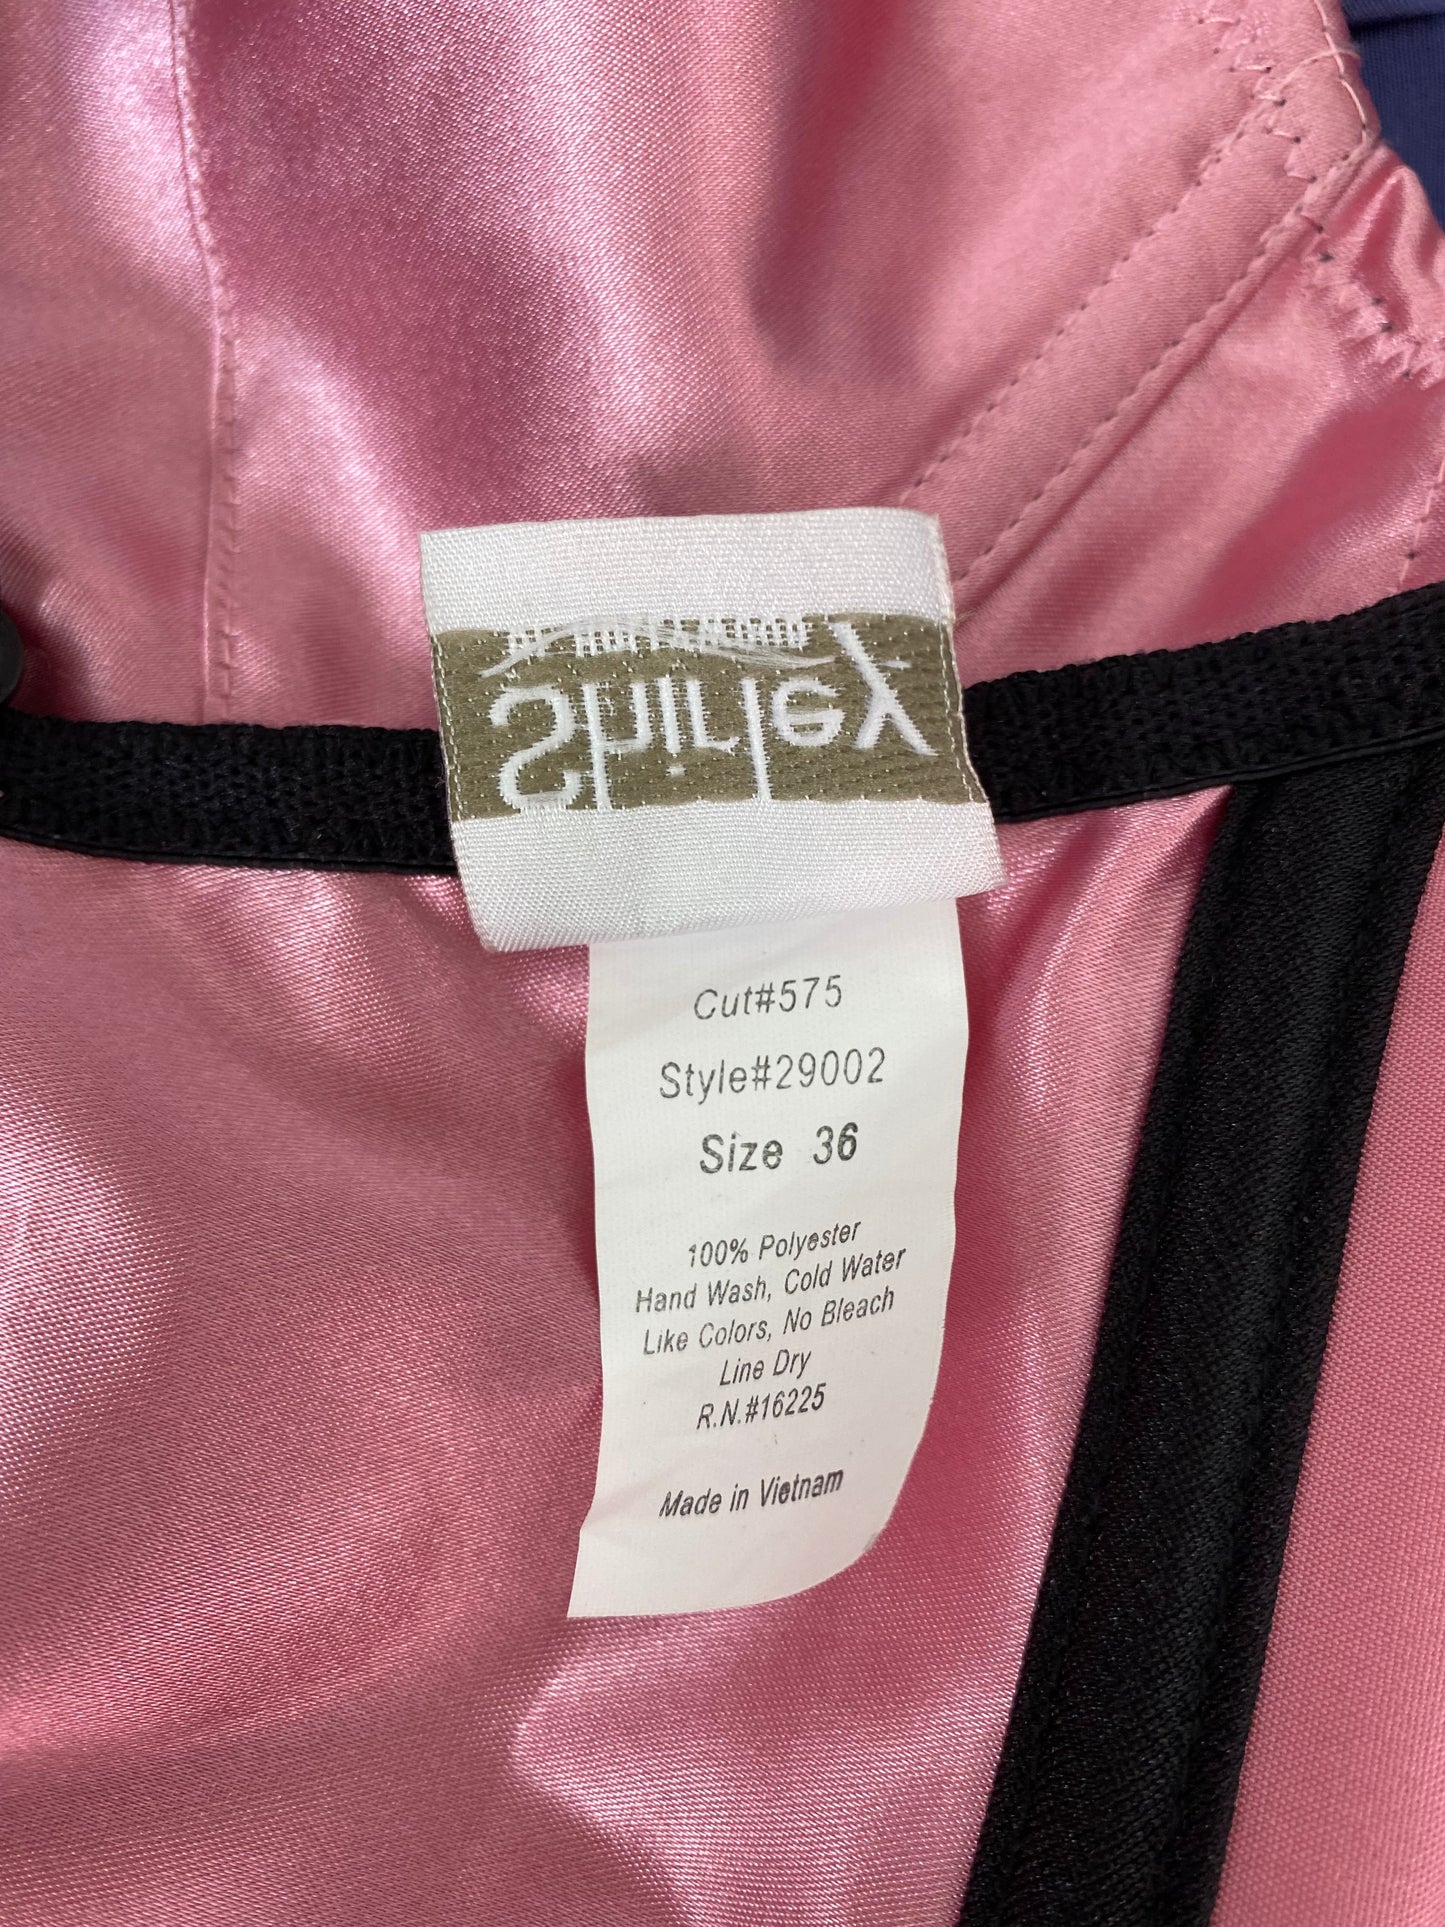 Shirley
Cut#575
Style#29002
Size 36
100% Polyester
Hand Wash, Cold Water
Like Colors, No Bleach
Line Dry
R.N.#16225
Made in Vietnam